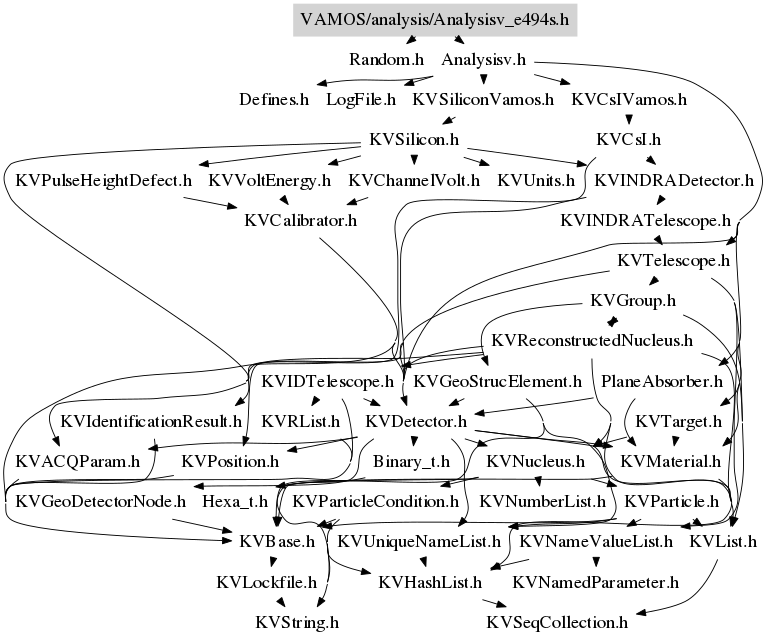 VAMOS/analysis/Analysisv_e494s.h
Random.h
Analysisv.h
Defines.h
LogFile.h
KVSiliconVamos.h
KVCsIVamos.h
KVSilicon.h
KVCsI.h
KVPulseHeightDefect.h
KVVoltEnergy.h
KVChannelVolt.h
KVUnits.h
KVINDRADetector.h
KVCalibrator.h
KVINDRATelescope.h
KVTelescope.h
KVGroup.h
KVReconstructedNucleus.h
KVIDTelescope.h
KVGeoStrucElement.h
PlaneAbsorber.h
KVIdentificationResult.h
KVRList.h
KVDetector.h
KVTarget.h
KVACQParam.h
KVPosition.h
Binary_t.h
KVNucleus.h
KVMaterial.h
KVGeoDetectorNode.h
Hexa_t.h
KVParticleCondition.h
KVNumberList.h
KVParticle.h
KVBase.h
KVUniqueNameList.h
KVNameValueList.h
KVList.h
KVLockfile.h
KVHashList.h
KVNamedParameter.h
KVString.h
KVSeqCollection.h